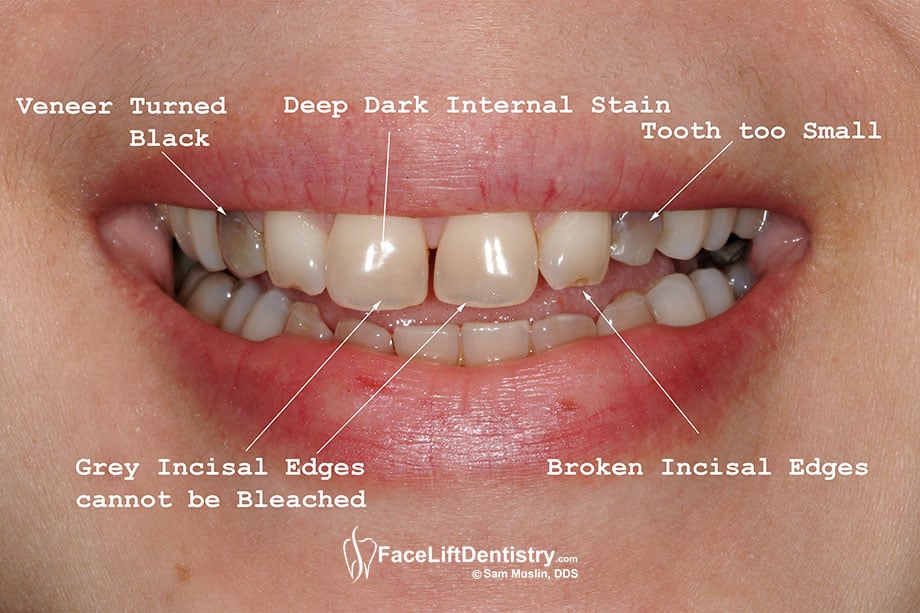 Veneer Turned
Black
Deep Dark Internal Stain
Tooth too Small
Grey Incisal Edges
cannot be Bleached
Broken Incisal Edges
FaceLiftDentistry.com
© Sam Muslin, DDS